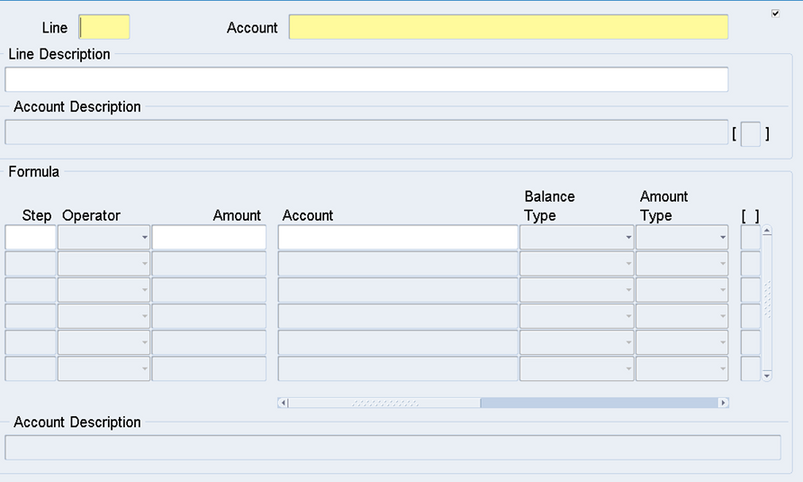 Line Account
Line Description
Account Description
[ ]
Formula
Balance Amount
Step Operator Amount Account Type Type [ ]
Account Description